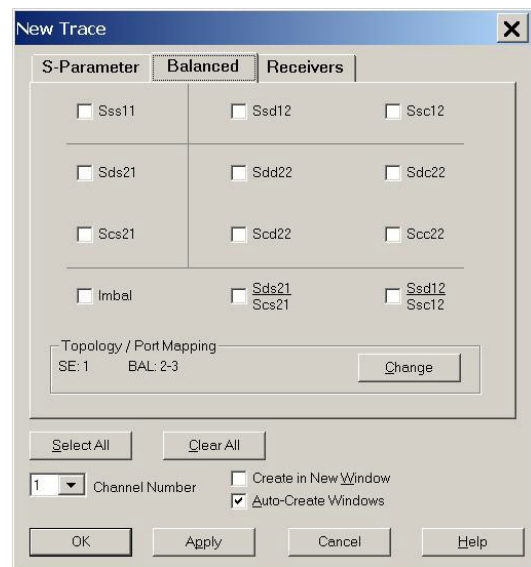 New Trace
S-Parameter Balanced Receivers
Sss11 Ssd12 Ssc12
Sds21 Sdd22 Sdc22
Scs21 Scd22 Scc22
Imbal Sds21 Ssd12
Scs21 Ssc12
Topology / Port Mapping
SE: 1 BAL: 2-3 Change
Select All Clear All
1 Channel Number Create in New Window
Auto-Create Windows
OK Apply Cancel Help